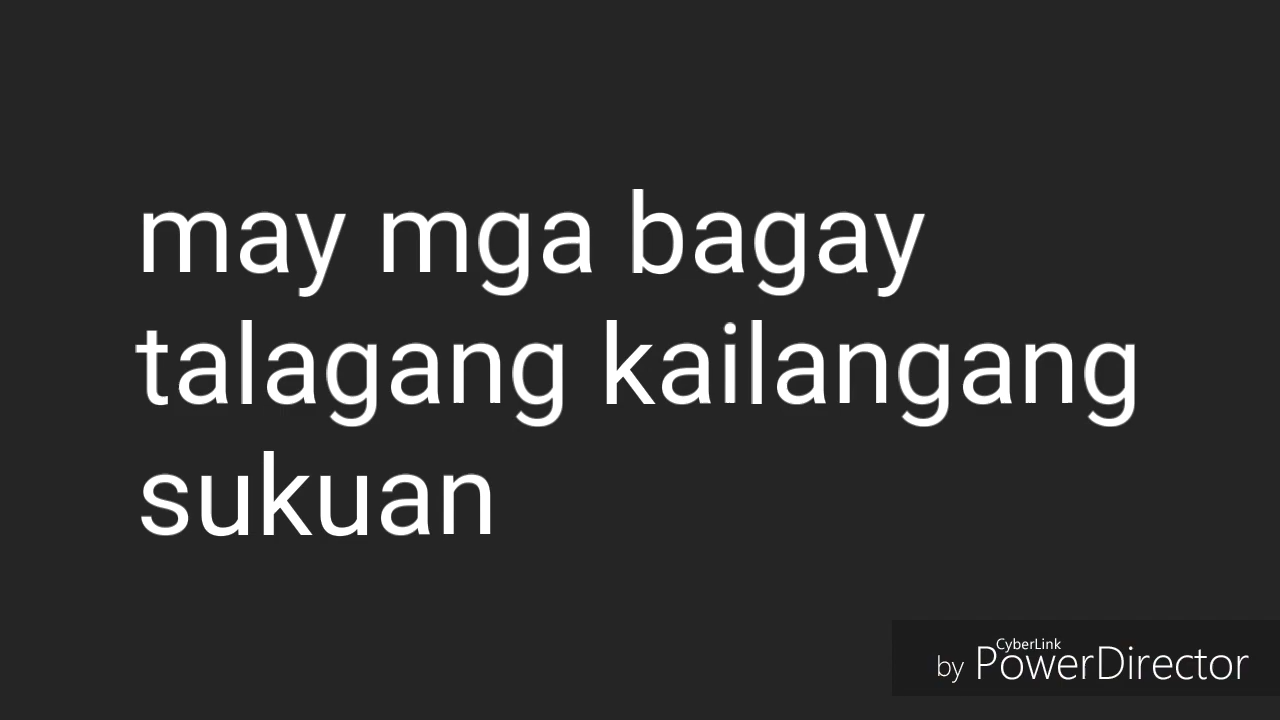 may mga bagay
talagang kailangang
sukuan
CyberLink
by PowerDirector